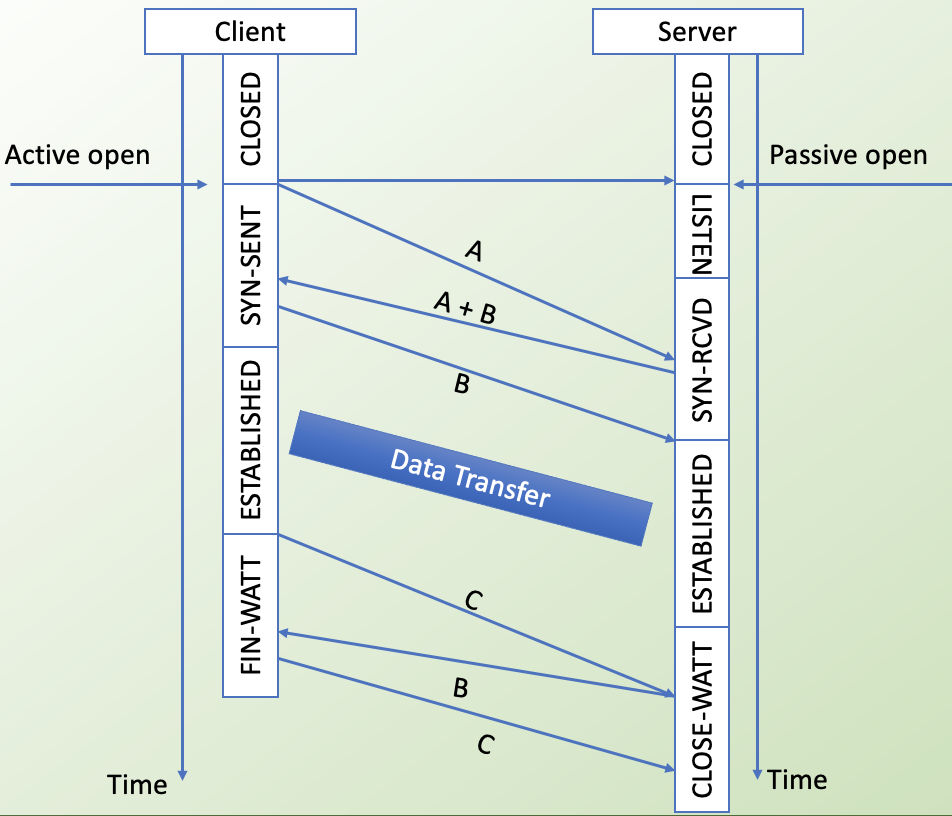 Client
Server
CLOSED
CLOSED
Active open
Passive open
LISTEN
SYN-SENT
A
A + B
SYN-RCVD
B
ESTABLISHED
Data Transfer
ESTABLISHED
C
FIN-WATT
B
CLOSE-WATT
C
Time
Time